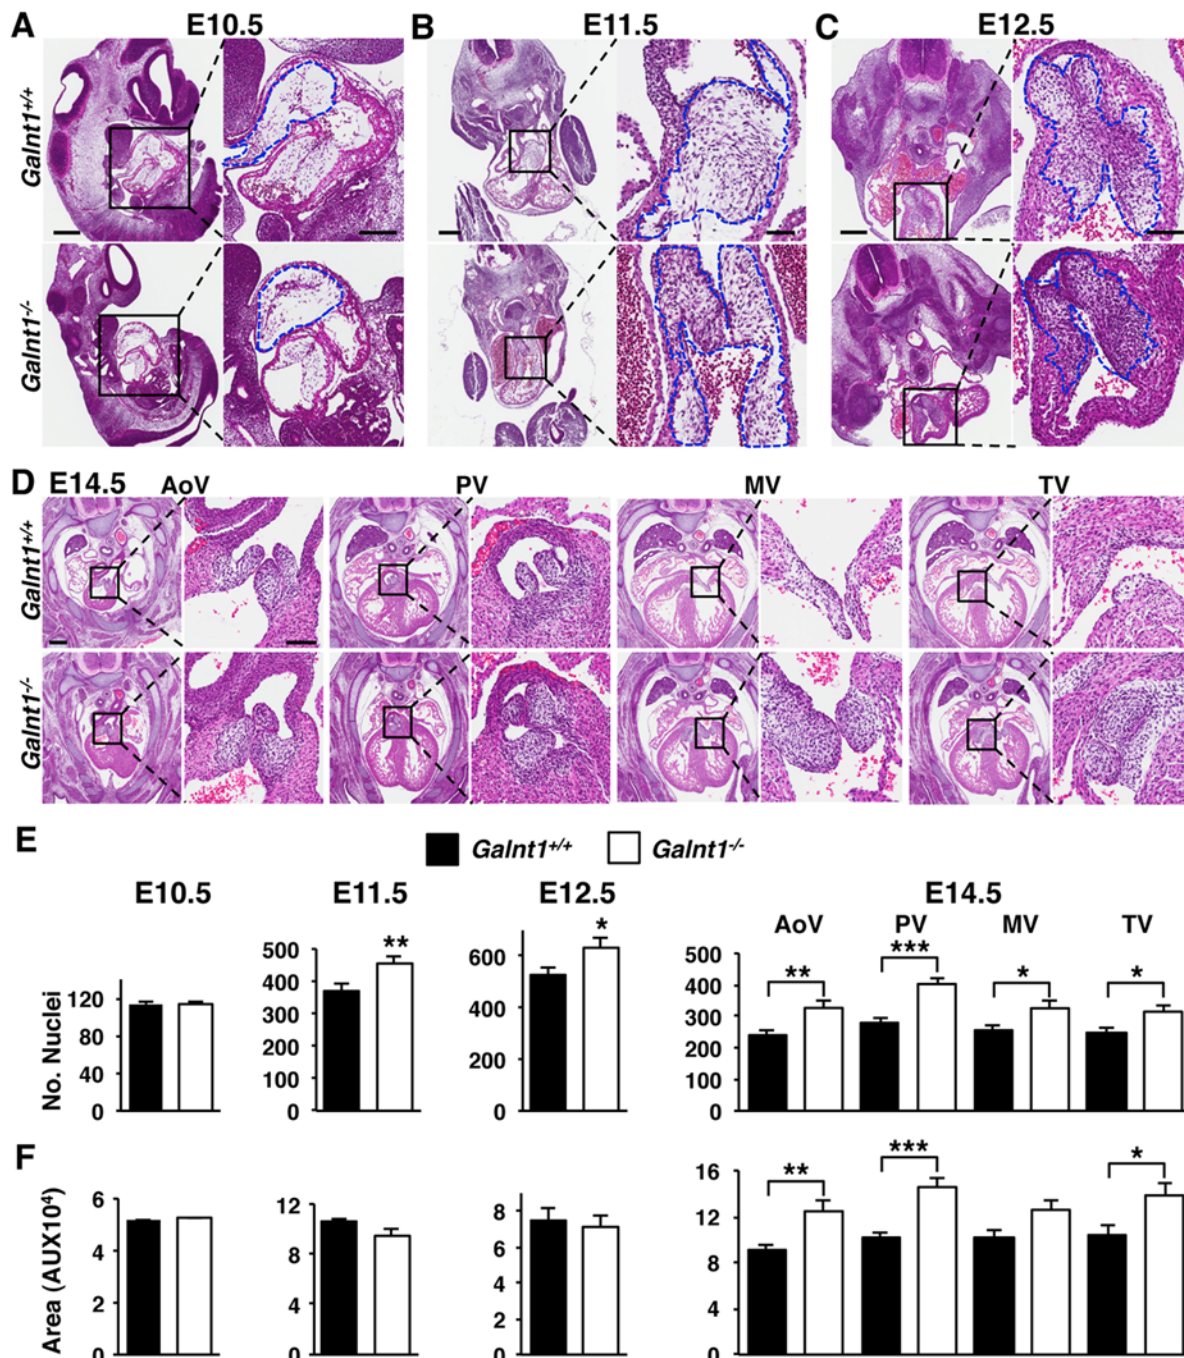 A E10.5 B E11.5 C E12.5
Galnt1+/+
Galnt1-/-
D E14.5 AoV PV MV TV
Galnt1+/+
Galnt1-/-
E
Galnt1+/+ Galnt1-/-
E10.5 E11.5 E12.5 E14.5
AoV PV MV TV
No. Nuclei
120
80
40
0
500
400
300
200
100
0
**
600
400
200
0
*
500
400
300
200
100
0
** *** * *
F
Area (AUX10⁴)
6
4
2
0
12
8
4
0
8
6
4
2
0
16
12
8
4
0
** *** *